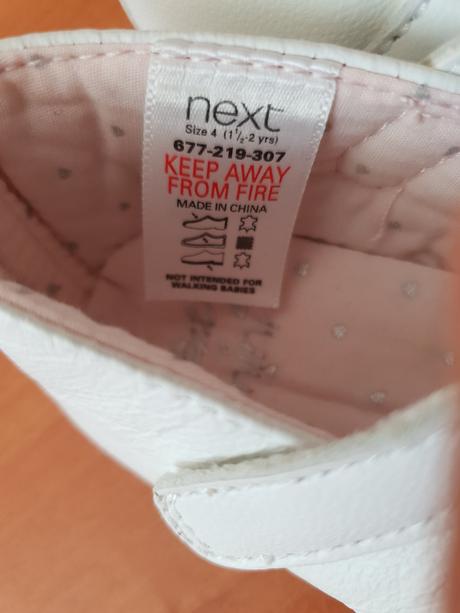 next
Size 4 (1½-2 yrs)
677-219-307
KEEP AWAY
FROM FIRE
MADE IN CHINA
NOT INTENDED FOR
WALKING BABIES